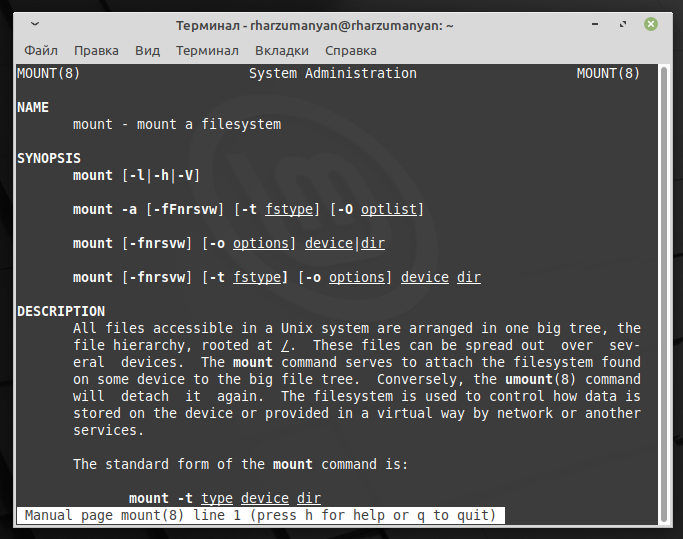 Терминал - rharzumanyan@rharzumanyan: ~
Файл Правка Вид Терминал Вкладки Справка
MOUNT(8) System Administration MOUNT(8)
NAME
mount - mount a filesystem
SYNOPSIS
mount [-l|-h|-V]
mount -a [-fFnrsvw] [-t fstype] [-O optlist]
mount [-fnrsvw] [-o options] device|dir
mount [-fnrsvw] [-t fstype] [-o options] device dir
DESCRIPTION
All files accessible in a Unix system are arranged in one big tree, the
file hierarchy, rooted at /. These files can be spread out over sev-
eral devices. The mount command serves to attach the filesystem found
on some device to the big file tree. Conversely, the umount(8) command
will detach it again. The filesystem is used to control how data is
stored on the device or provided in a virtual way by network or another
services.
The standard form of the mount command is:
mount -t type device dir
Manual page mount(8) line 1 (press h for help or q to quit)